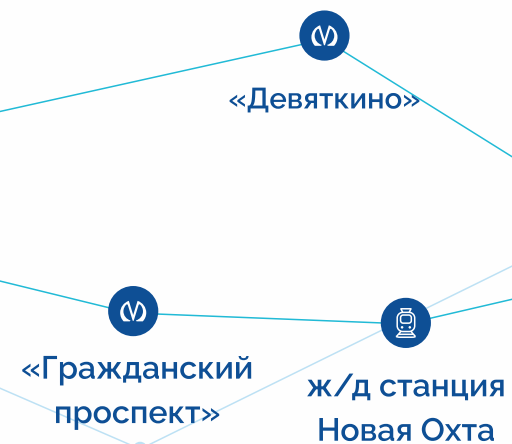 «Девяткино»
«Гражданский
проспект»
ж/д станция
Новая Охта